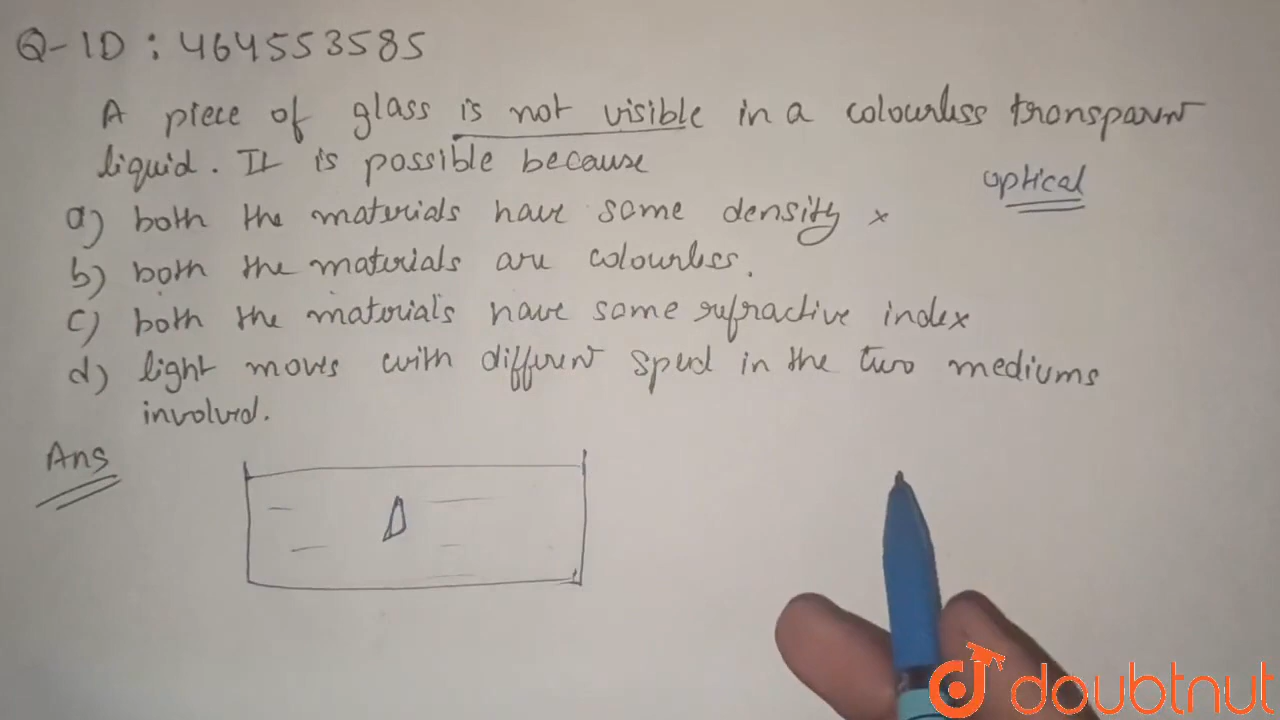 Q-ID : 464553585
A piece of glass is not visible in a colourless transparent
liquid. It is possible because
optical
a) both the materials have same density ×
b) both the materials are colourless.
c) both the materials have same refractive index
d) light moves with different speed in the two mediums
involved.
Ans
doubtnut